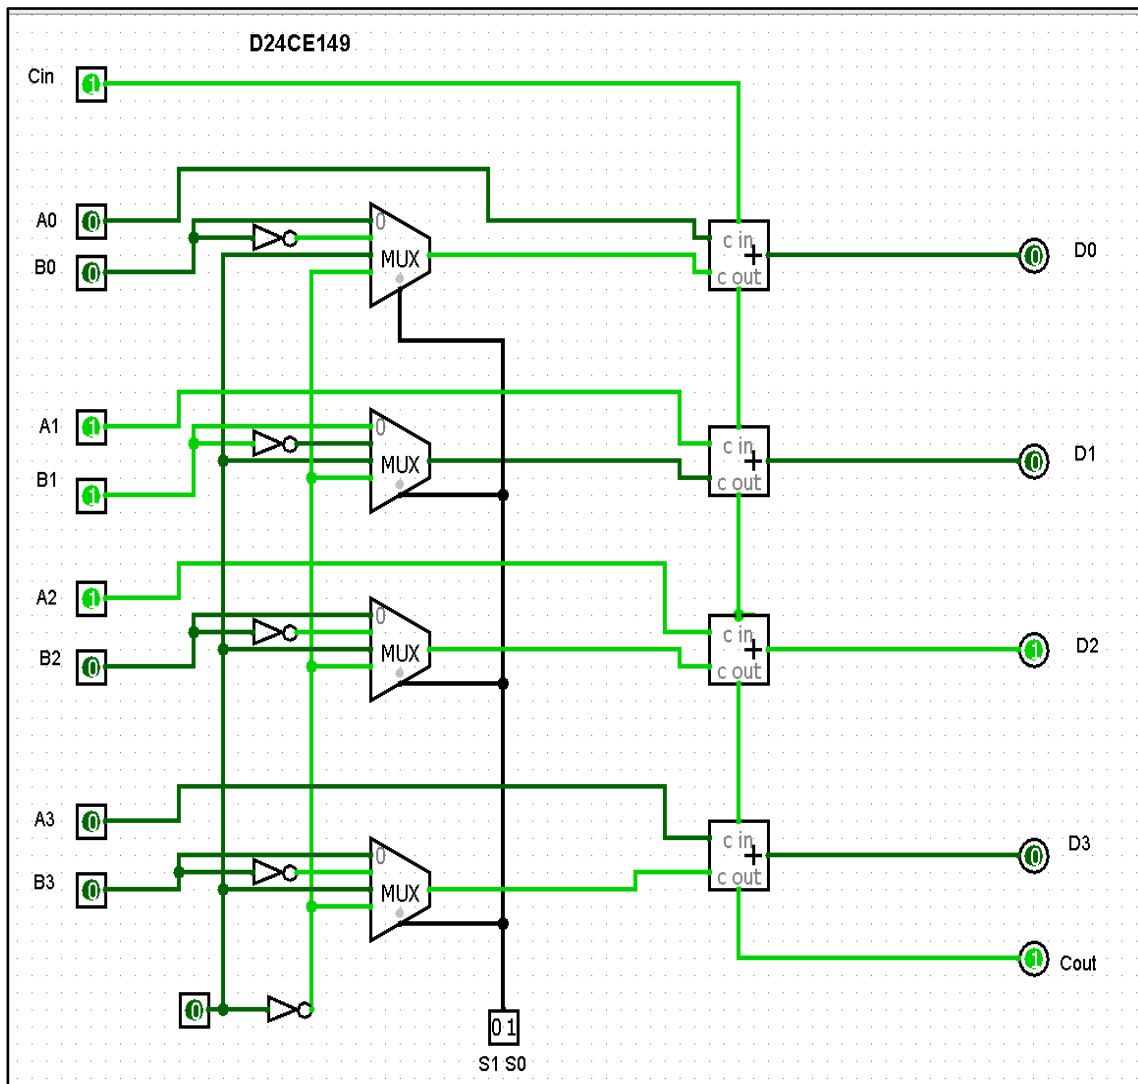 D24CE149
Cin 1
A0 0
B0 0
0
MUX
c in
+
c out
0 D0
A1 1
B1 1
0
MUX
c in
+
c out
0 D1
A2 1
B2 0
0
MUX
c in
+
c out
1 D2
A3 0
B3 0
0
MUX
c in
+
c out
0 D3
1 Cout
0
0 1
S1 S0